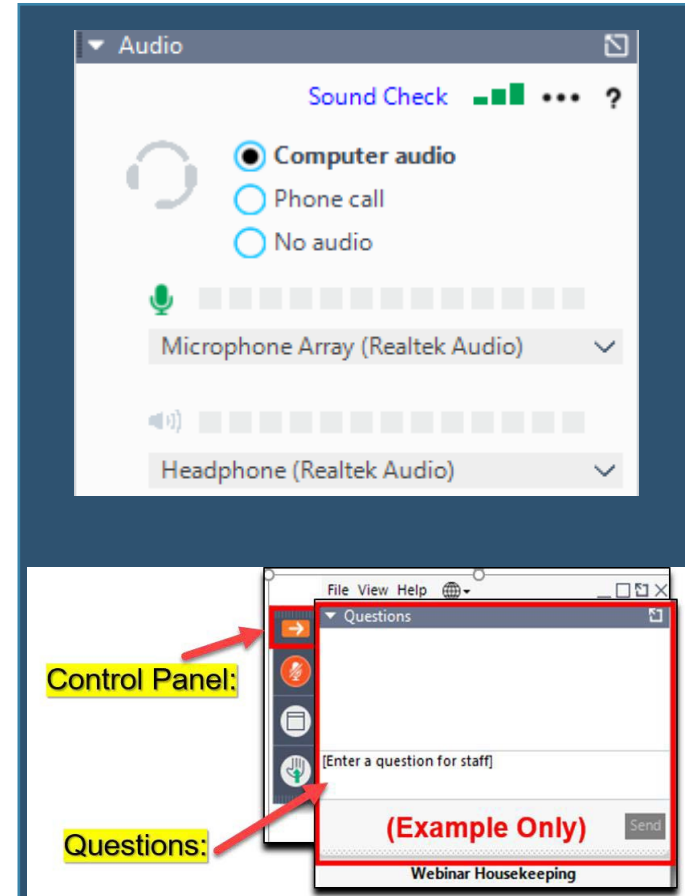 Audio
Sound Check ?
Computer audio
Phone call
No audio
Microphone Array (Realtek Audio)
Headphone (Realtek Audio)
File View Help
Questions
Control Panel:
[Enter a question for staff]
(Example Only) Send
Questions:
Webinar Housekeeping